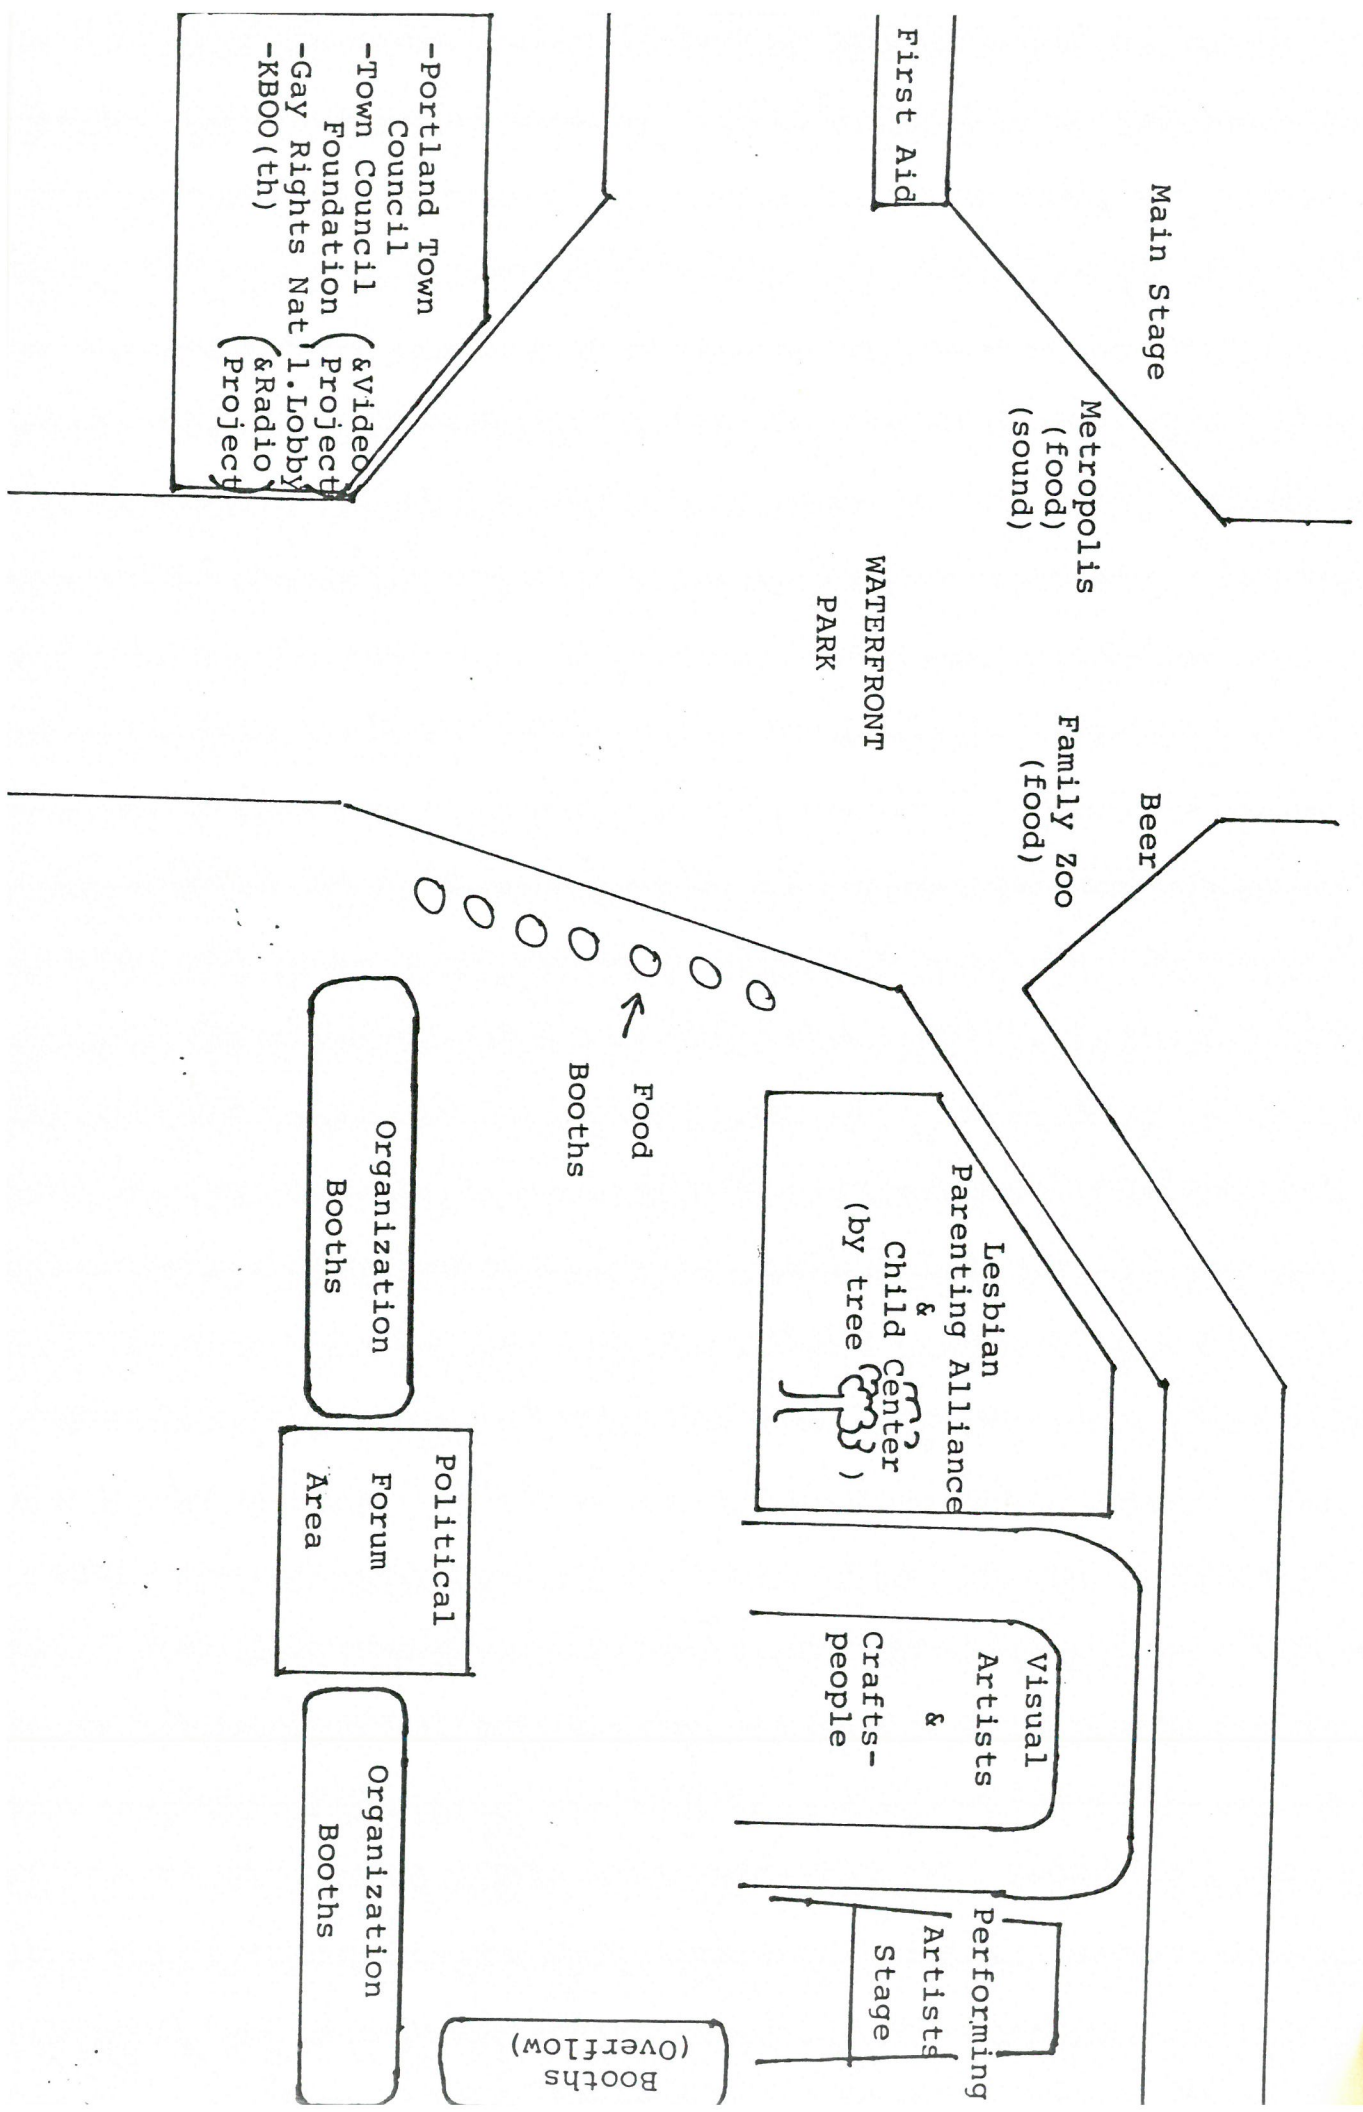 Main Stage
First Aid
Metropolis
(food)
(sound)
Beer
Family Zoo
(food)
WATERFRONT
PARK
-Portland Town
Council
-Town Council
Foundation
-Gay Rights Nat'l.Lobby
-KBOO(th)
(&Video
Project)
(&Radio
Project)
Food
Booths
Lesbian
Parenting Alliance
&
Child Center
(by tree )
Visual
Artists
&
Crafts-
people
Performing
Artists
Stage
Organization
Booths
Political
Forum
Area
Organization
Booths
Booths
(Overflow)